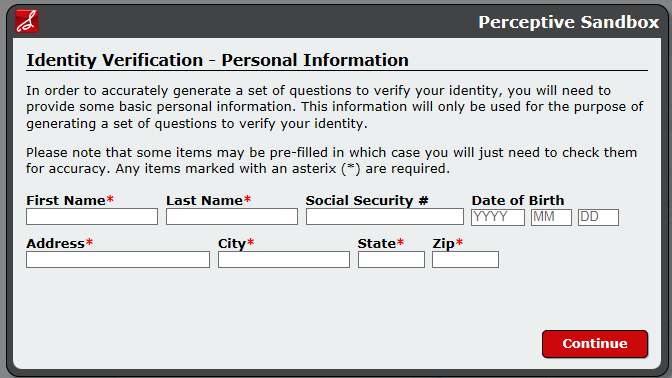 Perceptive Sandbox
Identity Verification - Personal Information
In order to accurately generate a set of questions to verify your identity, you will need to
provide some basic personal information. This information will only be used for the purpose of
generating a set of questions to verify your identity.
Please note that some items may be pre-filled in which case you will just need to check them
for accuracy. Any items marked with an asterix (*) are required.
First Name* Last Name* Social Security # Date of Birth
YYYY MM DD
Address* City* State* Zip*
Continue